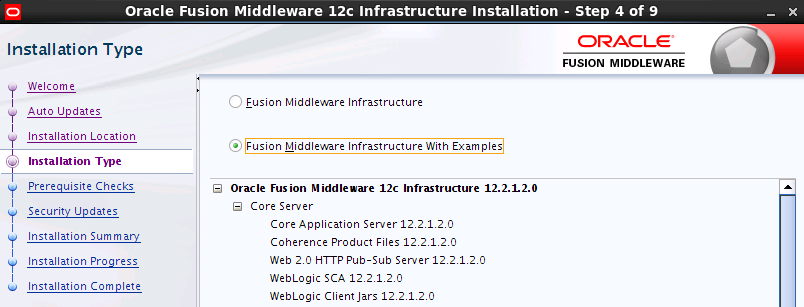 Oracle Fusion Middleware 12c Infrastructure Installation - Step 4 of 9
Installation Type
ORACLE
FUSION MIDDLEWARE
Welcome
Auto Updates
Installation Location
Installation Type
Prerequisite Checks
Security Updates
Installation Summary
Installation Progress
Installation Complete
Fusion Middleware Infrastructure
Fusion Middleware Infrastructure With Examples
Oracle Fusion Middleware 12c Infrastructure 12.2.1.2.0
Core Server
Core Application Server 12.2.1.2.0
Coherence Product Files 12.2.1.2.0
Web 2.0 HTTP Pub-Sub Server 12.2.1.2.0
WebLogic SCA 12.2.1.2.0
WebLogic Client Jars 12.2.1.2.0